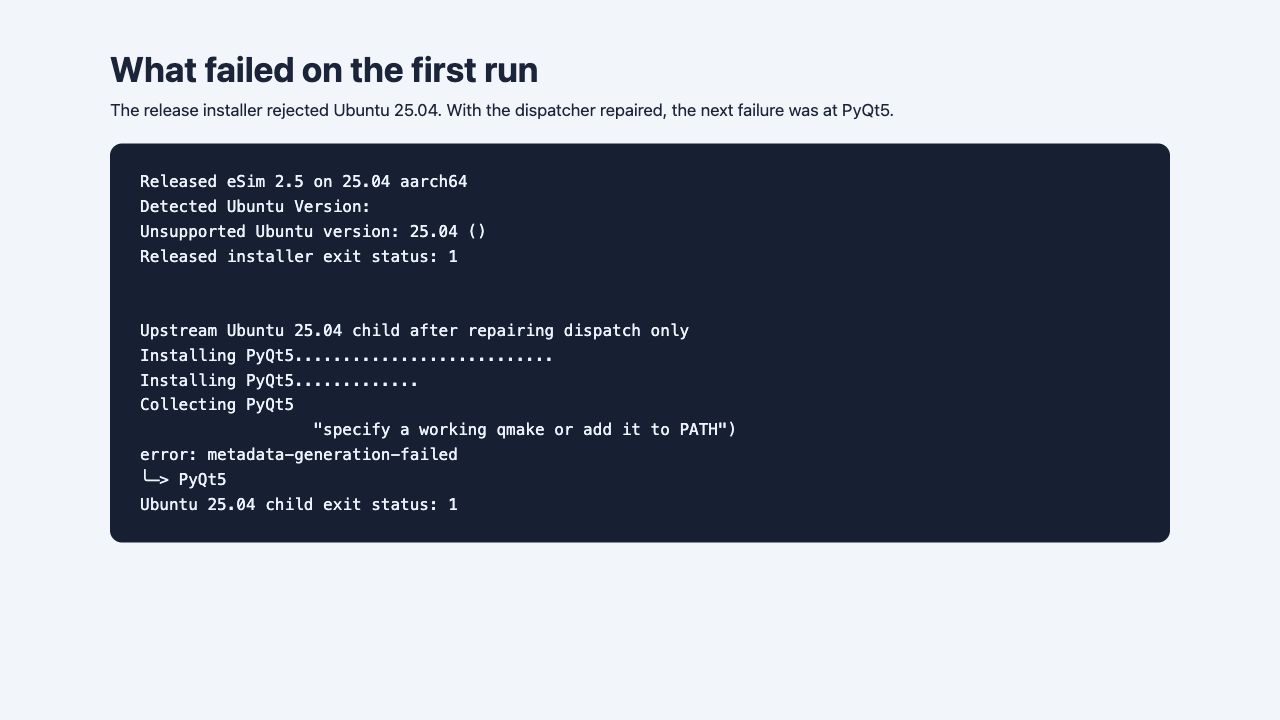 What failed on the first run
The release installer rejected Ubuntu 25.04. With the dispatcher repaired, the next failure was at PyQt5.
Released eSim 2.5 on 25.04 aarch64
Detected Ubuntu Version:
Unsupported Ubuntu version: 25.04 ()
Released installer exit status: 1
Upstream Ubuntu 25.04 child after repairing dispatch only
Installing PyQt5...........................
Installing PyQt5.............
Collecting PyQt5
"specify a working qmake or add it to PATH")
error: metadata-generation-failed
╰─> PyQt5
Ubuntu 25.04 child exit status: 1